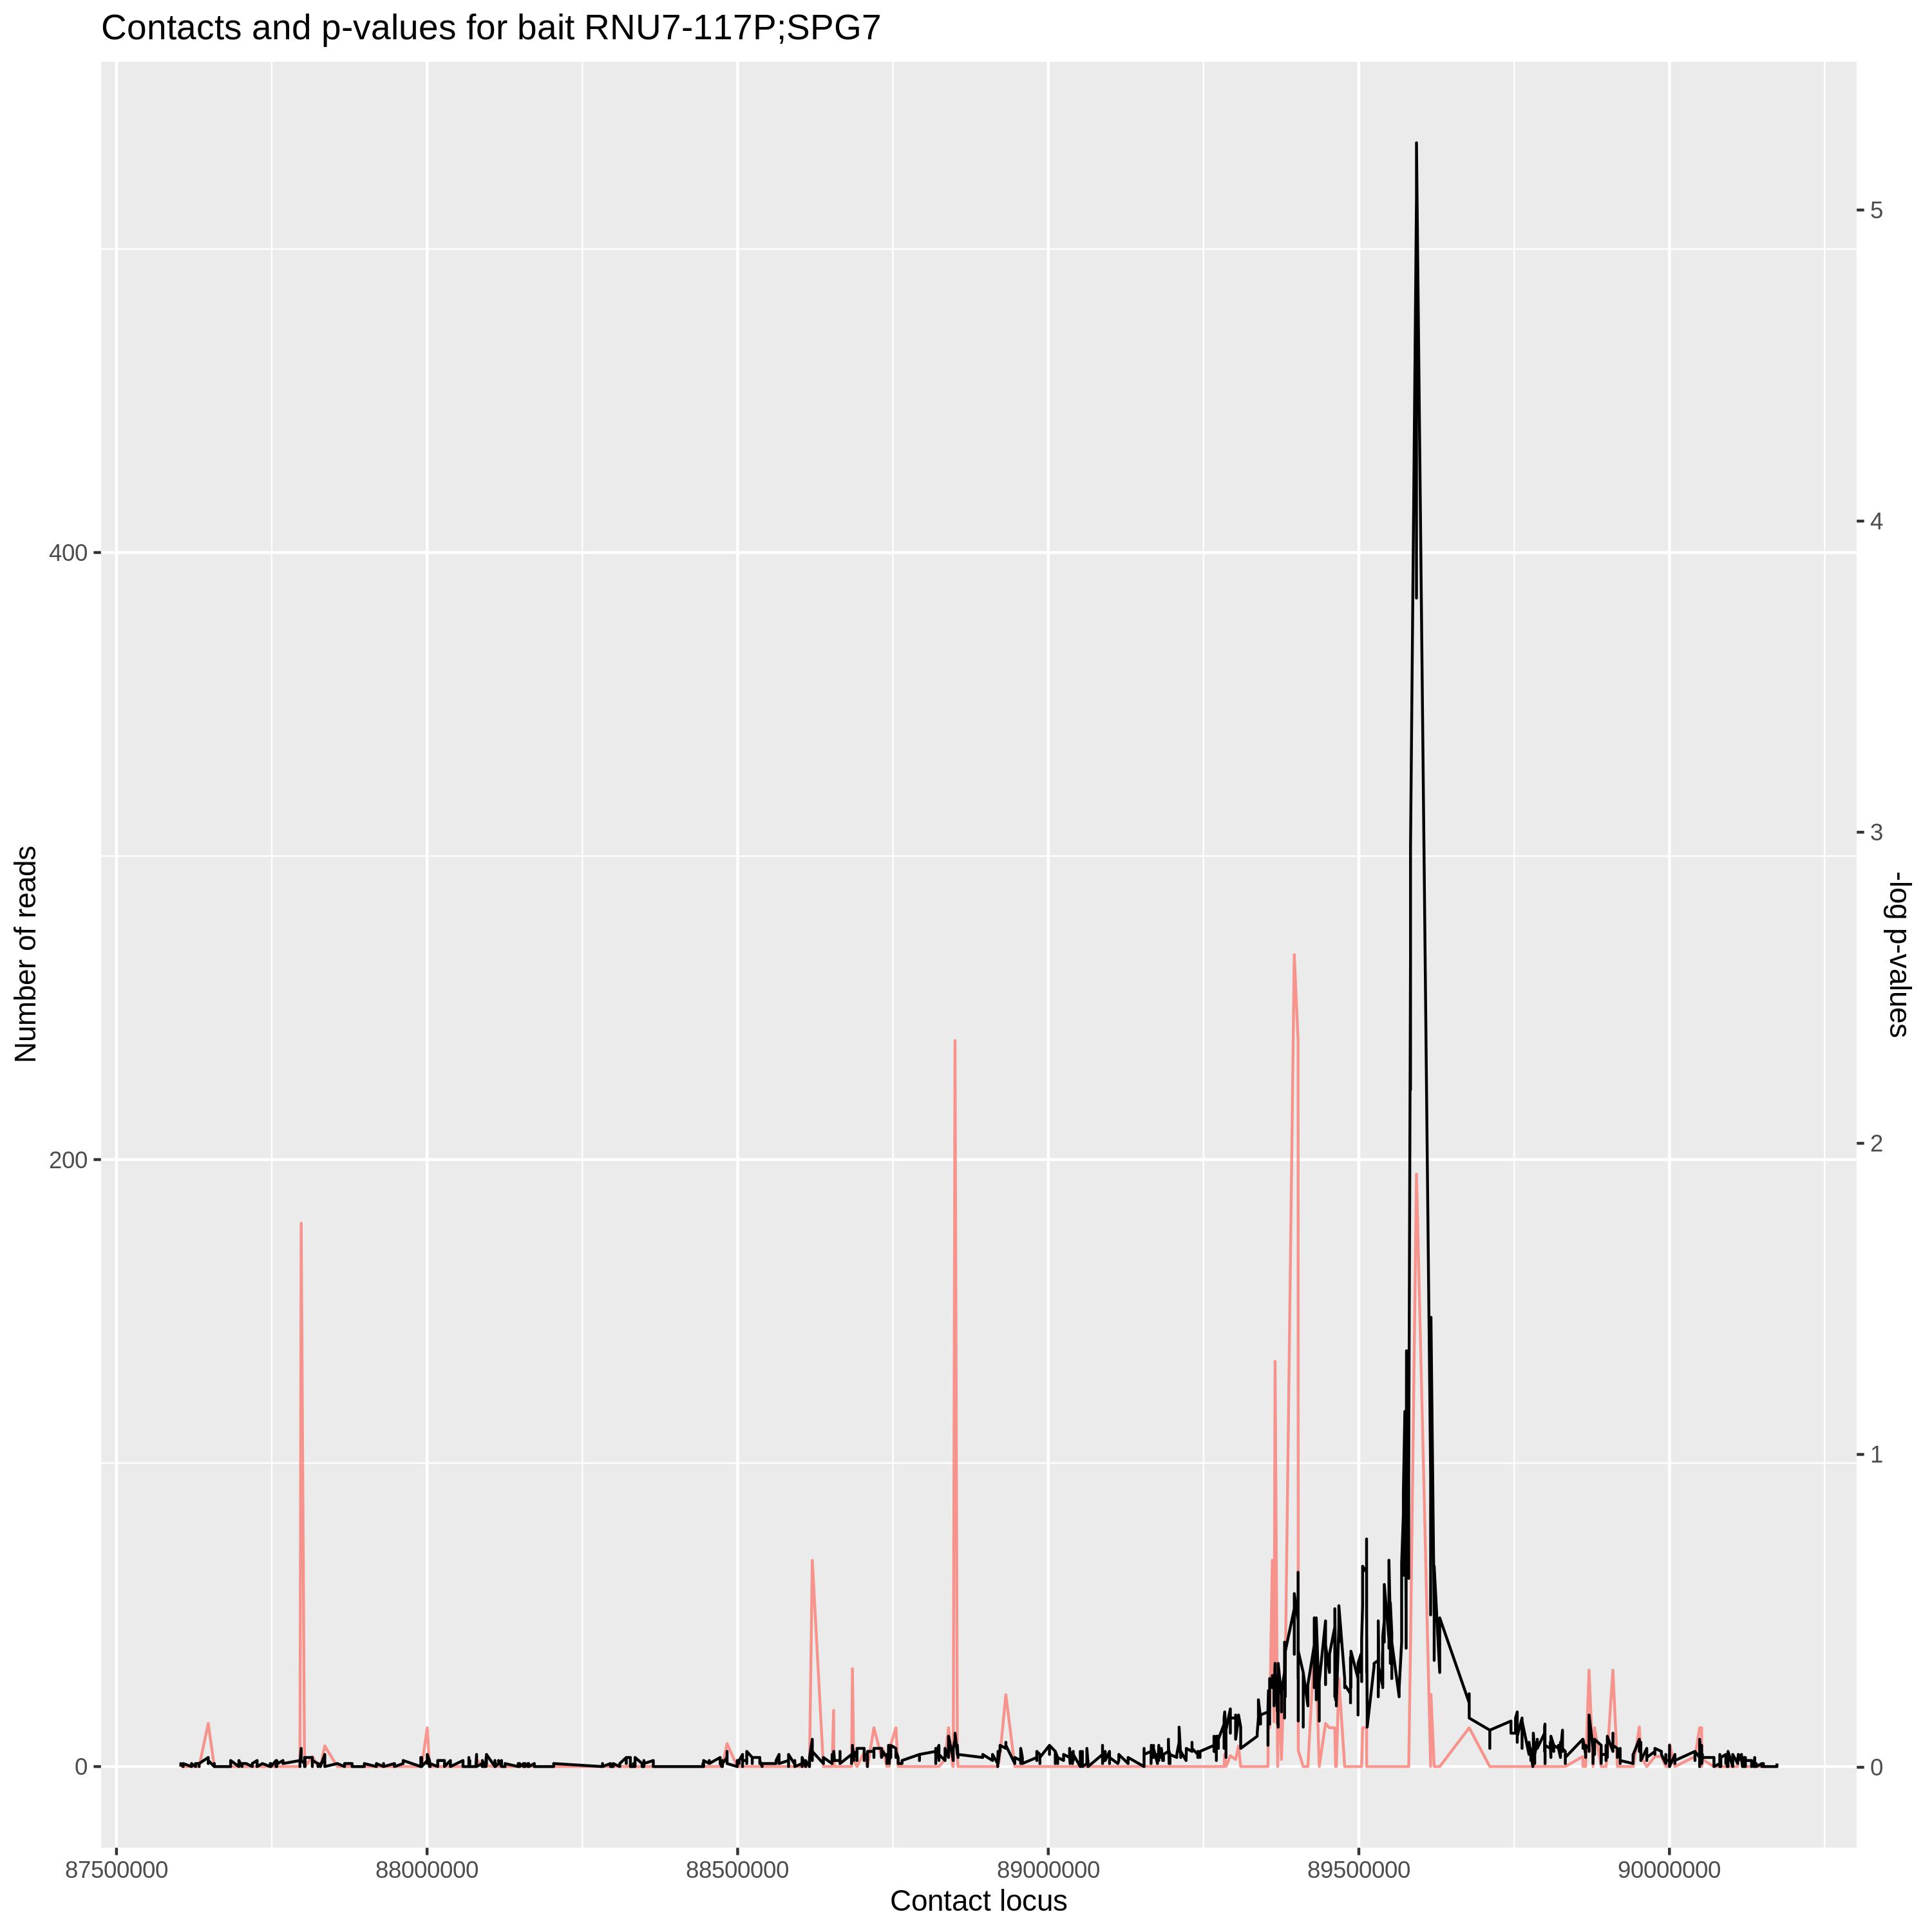 Contacts and p-values for bait RNU7-117P;SPG7
Number of reads
400
200
0
5
4
3
2
1
0
-log p-values
87500000 88000000 88500000 89000000 89500000 90000000
Contact locus